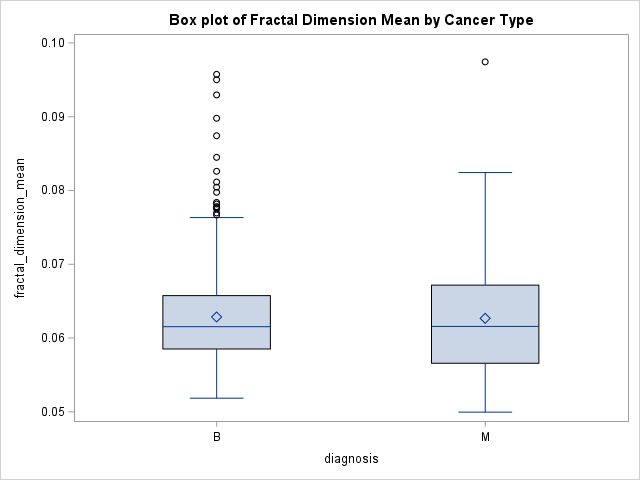 Box plot of Fractal Dimension Mean by Cancer Type
0.10
0.09
0.08
0.07
0.06
0.05
fractal_dimension_mean
B
M
diagnosis